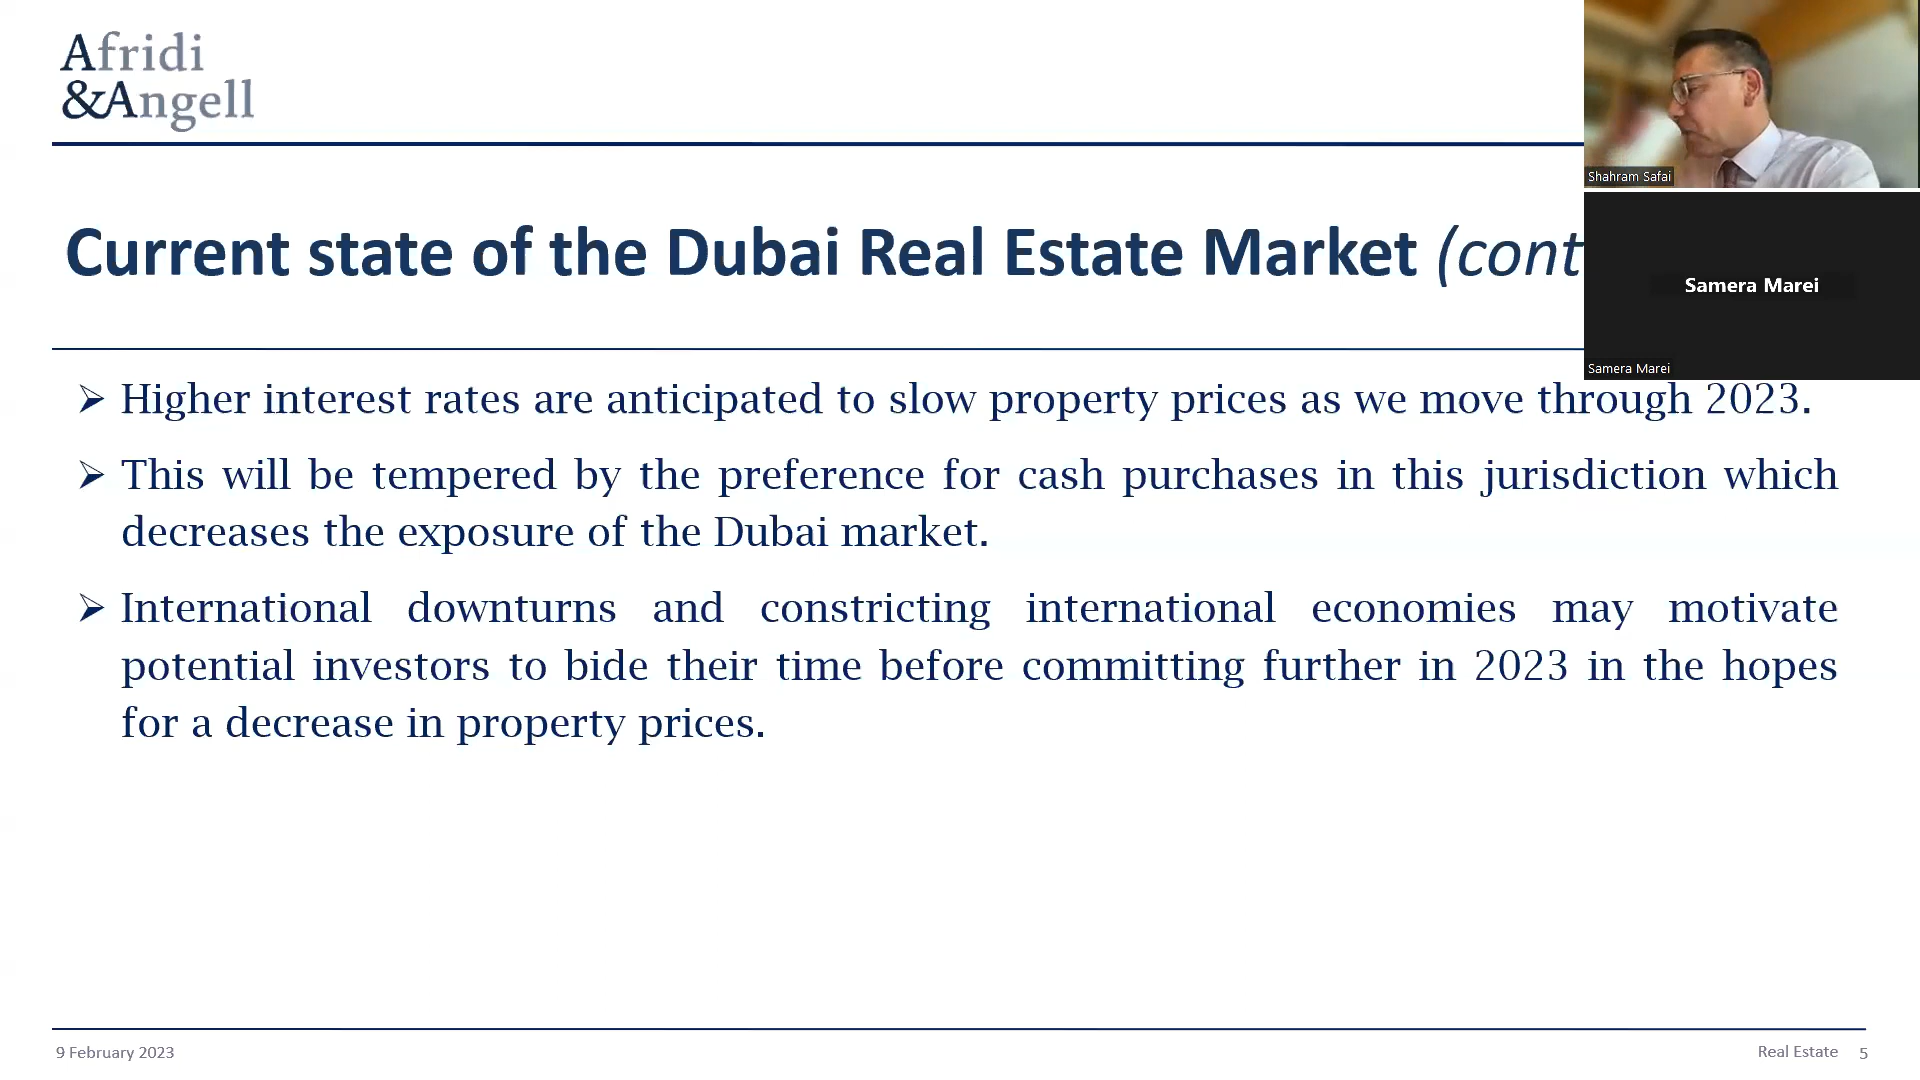 Afridi
&Angell
Shahram Safai
Current state of the Dubai Real Estate Market (cont
Samera Marei
Samera Marei
➢ Higher interest rates are anticipated to slow property prices as we move through 2023.
➢ This will be tempered by the preference for cash purchases in this jurisdiction which
decreases the exposure of the Dubai market.
➢ International downturns and constricting international economies may motivate
potential investors to bide their time before committing further in 2023 in the hopes
for a decrease in property prices.
9 February 2023
Real Estate 5